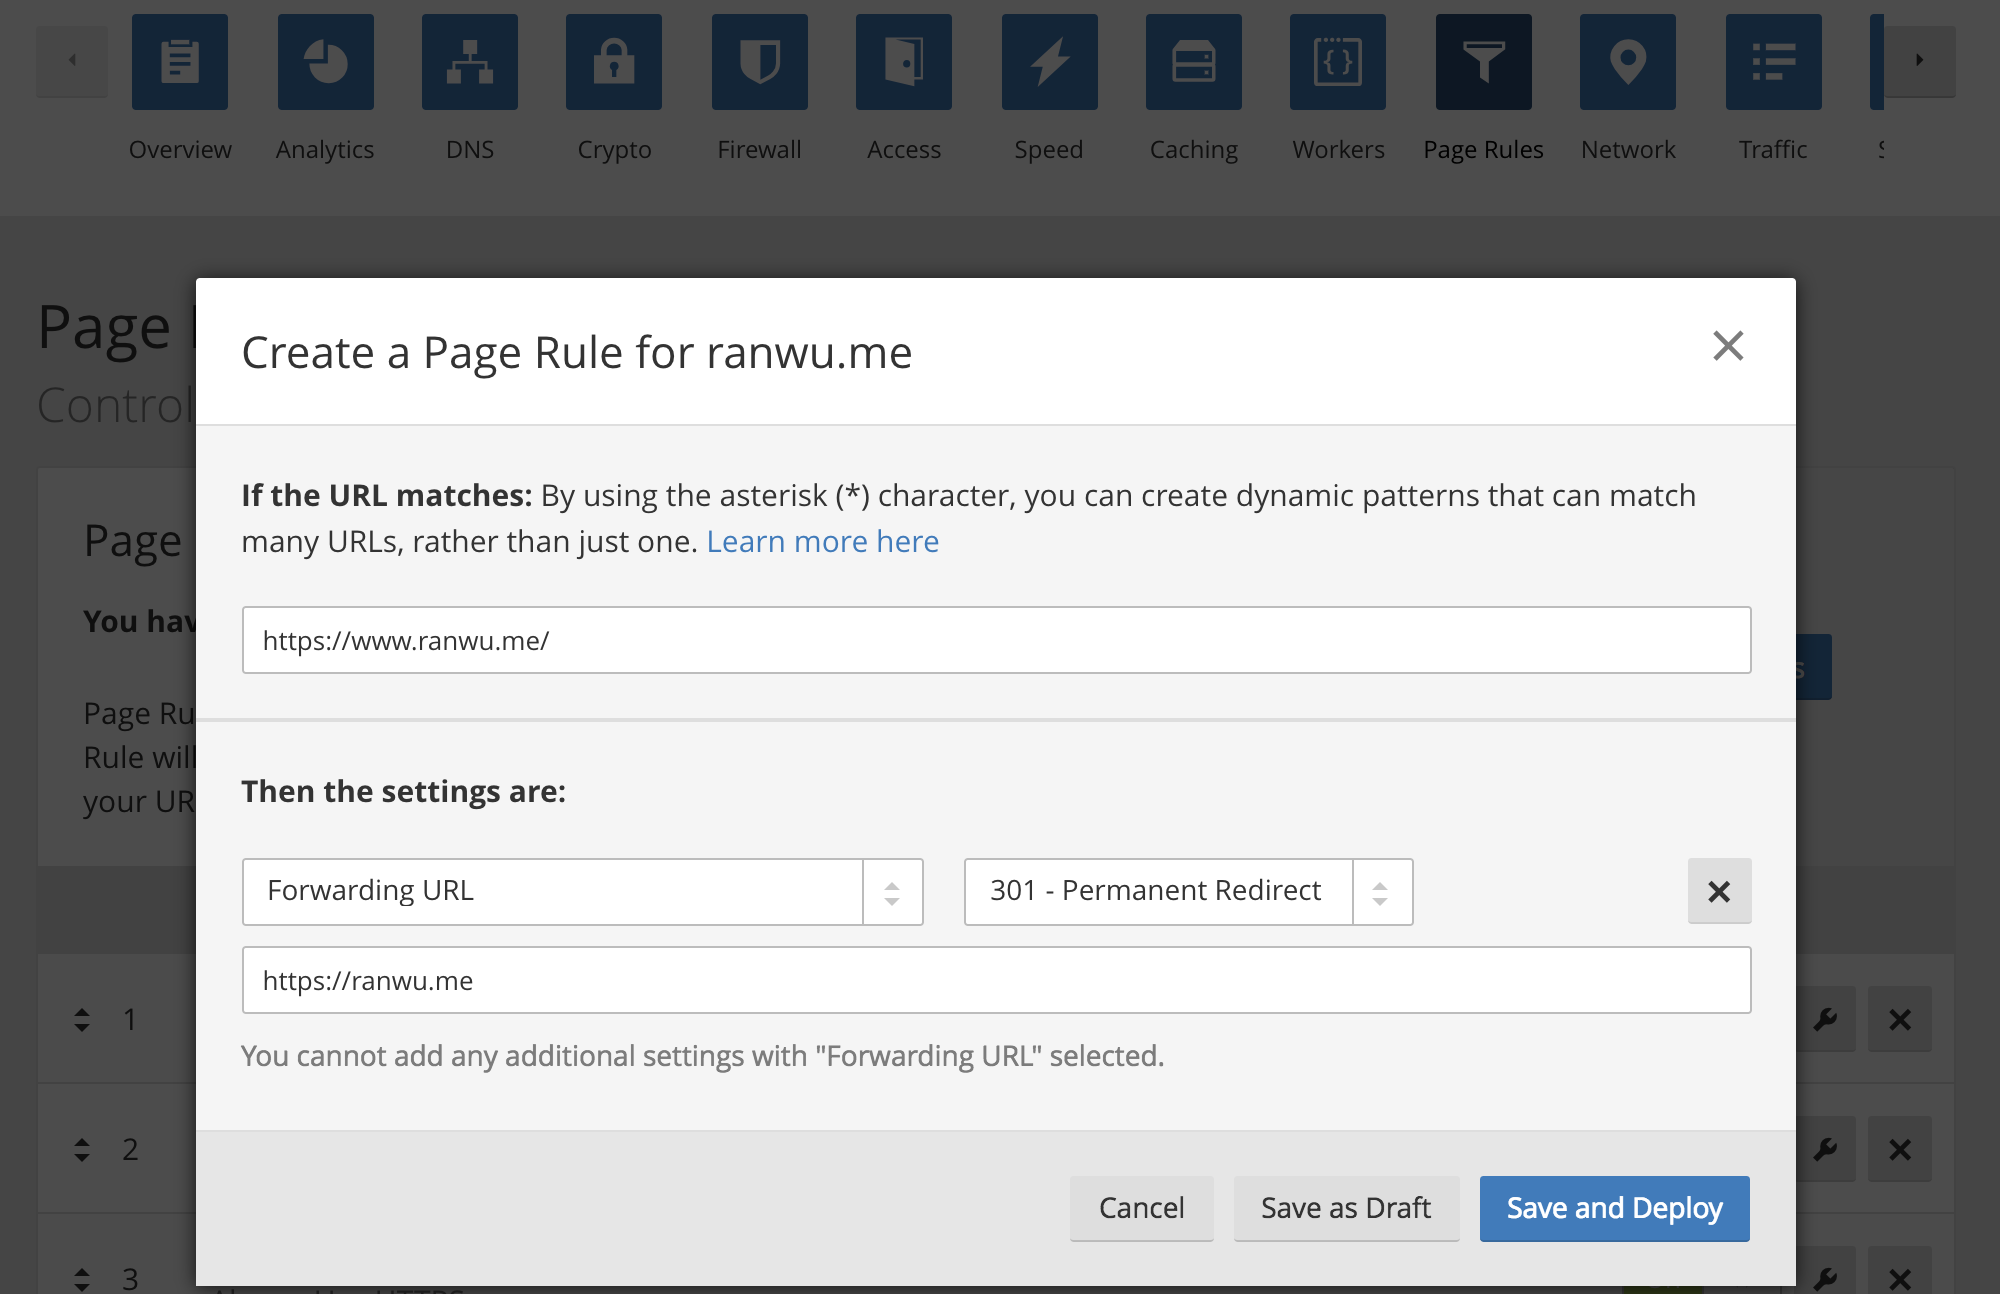 Overview Analytics DNS Crypto Firewall Access Speed Caching Workers Page Rules Network Traffic
Page
Control
Create a Page Rule for ranwu.me
If the URL matches: By using the asterisk (*) character, you can create dynamic patterns that can match
many URLs, rather than just one. Learn more here
Page
You hav
https://www.ranwu.me/
s
Page Ru
Rule will
your UR
Then the settings are:
Forwarding URL
301 - Permanent Redirect
https://ranwu.me
1
You cannot add any additional settings with "Forwarding URL" selected.
2
Cancel
Save as Draft
Save and Deploy
3